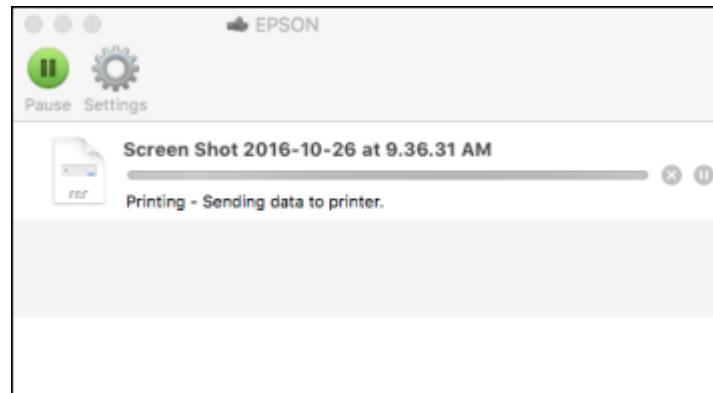 EPSON
Pause Settings
Screen Shot 2016-10-26 at 9.36.31 AM
Printing - Sending data to printer.